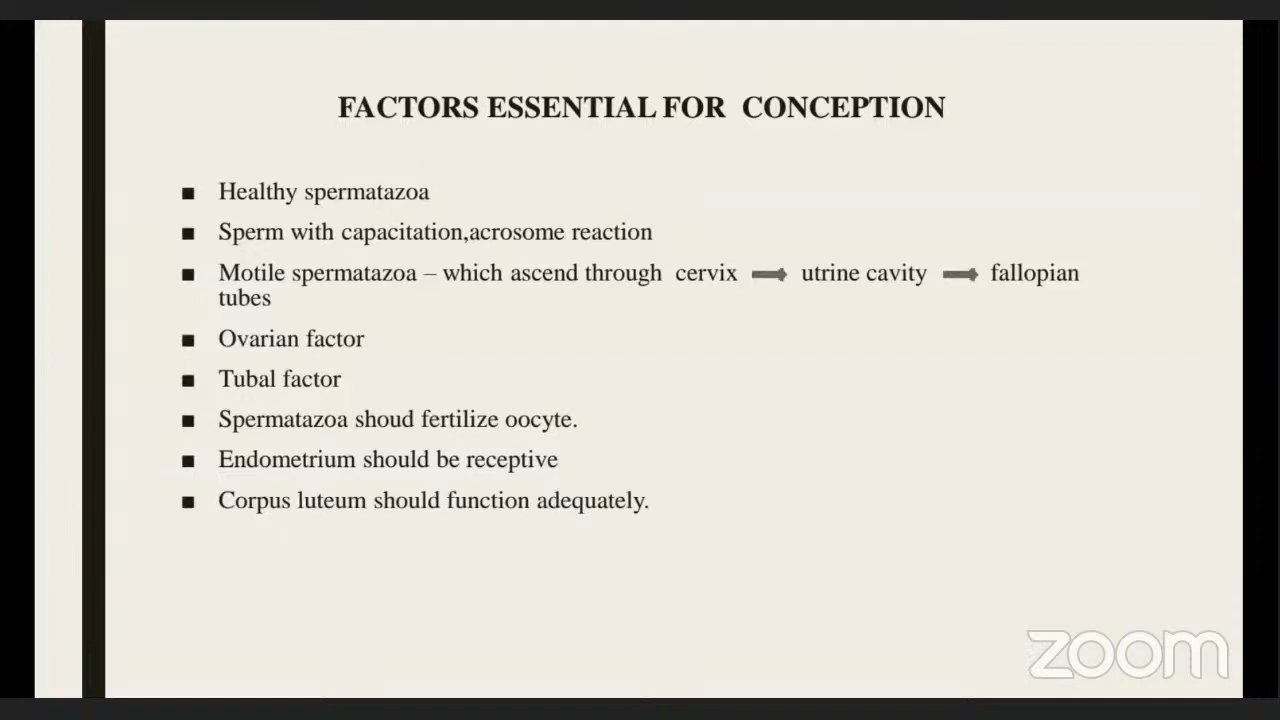 FACTORS ESSENTIAL FOR CONCEPTION
■ Healthy spermatazoa
■ Sperm with capacitation,acrosome reaction
■ Motile spermatazoa – which ascend through cervix → utrine cavity → fallopian
tubes
■ Ovarian factor
■ Tubal factor
■ Spermatazoa shoud fertilize oocyte.
■ Endometrium should be receptive
■ Corpus luteum should function adequately.
zoom